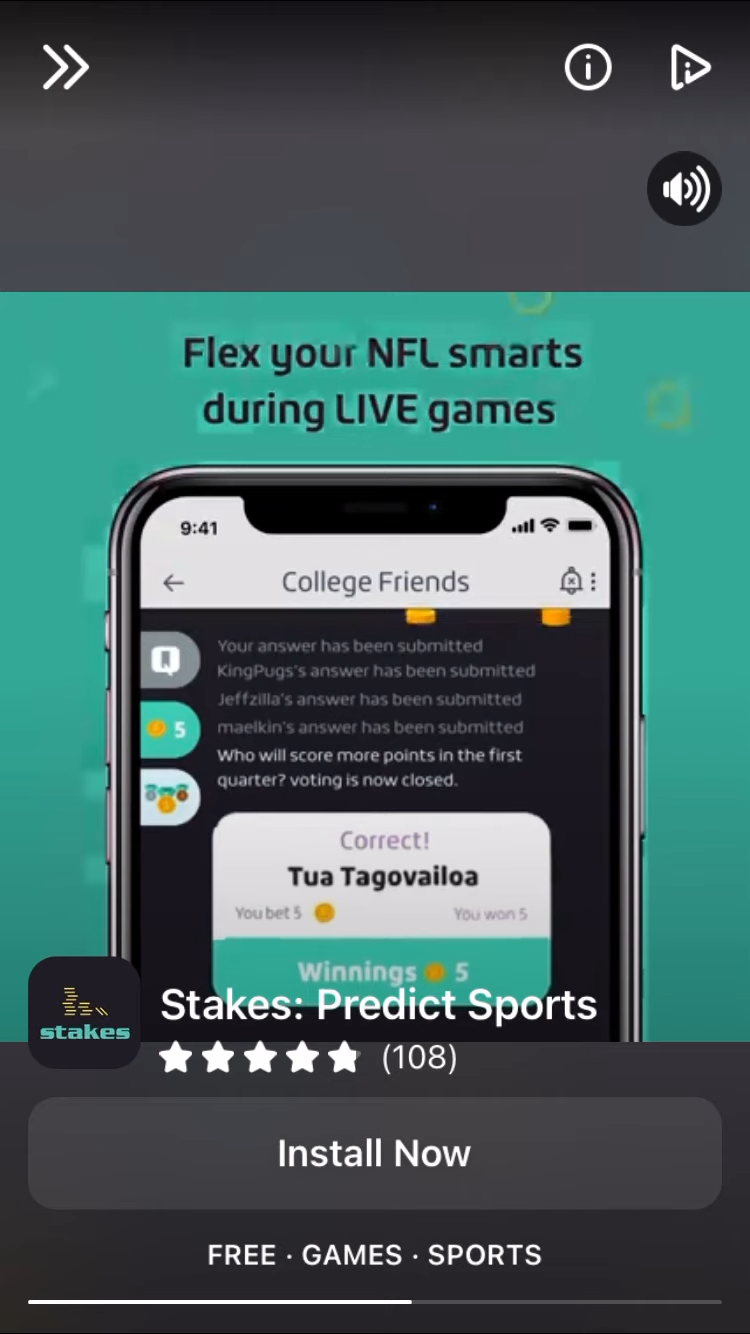 Flex your NFL smarts
during LIVE games
9:41
College Friends
Your answer has been submitted
KingPugs's answer has been submitted
Jeffzilla's answer has been submitted
5
maelkin's answer has been submitted
Who will score more points in the first
quarter? voting is now closed.
Correct!
Tua Tagovailoa
You bet 5
You won 5
Winnings 5
stakes
Stakes: Predict Sports
(108)
Install Now
FREE · GAMES · SPORTS